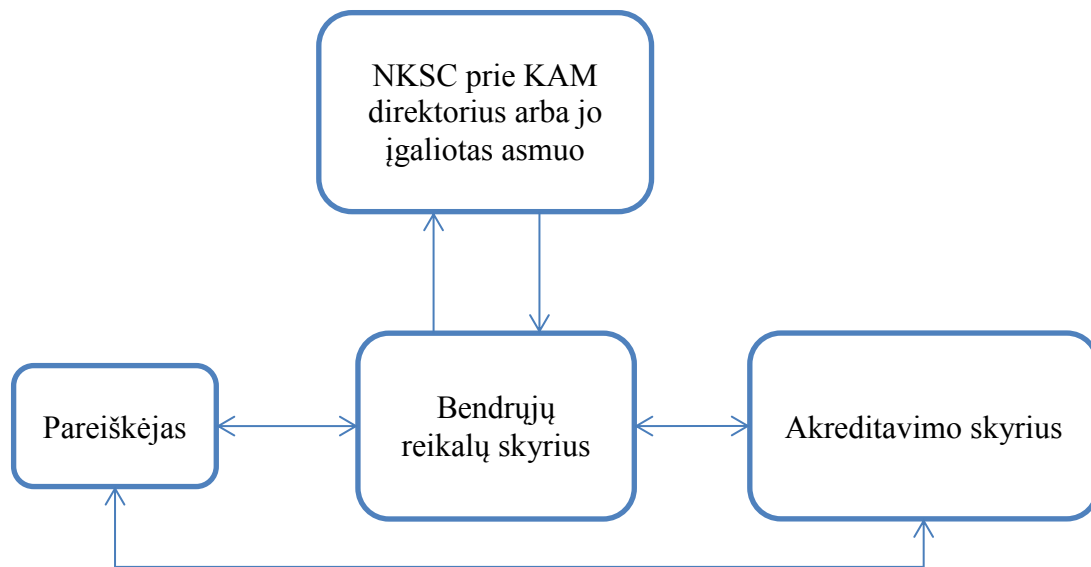 NKSC prie KAM
direktorius arba jo
įgaliotas asmuo
Pareiškėjas
Bendrųjų
reikalų skyrius
Akreditavimo skyrius